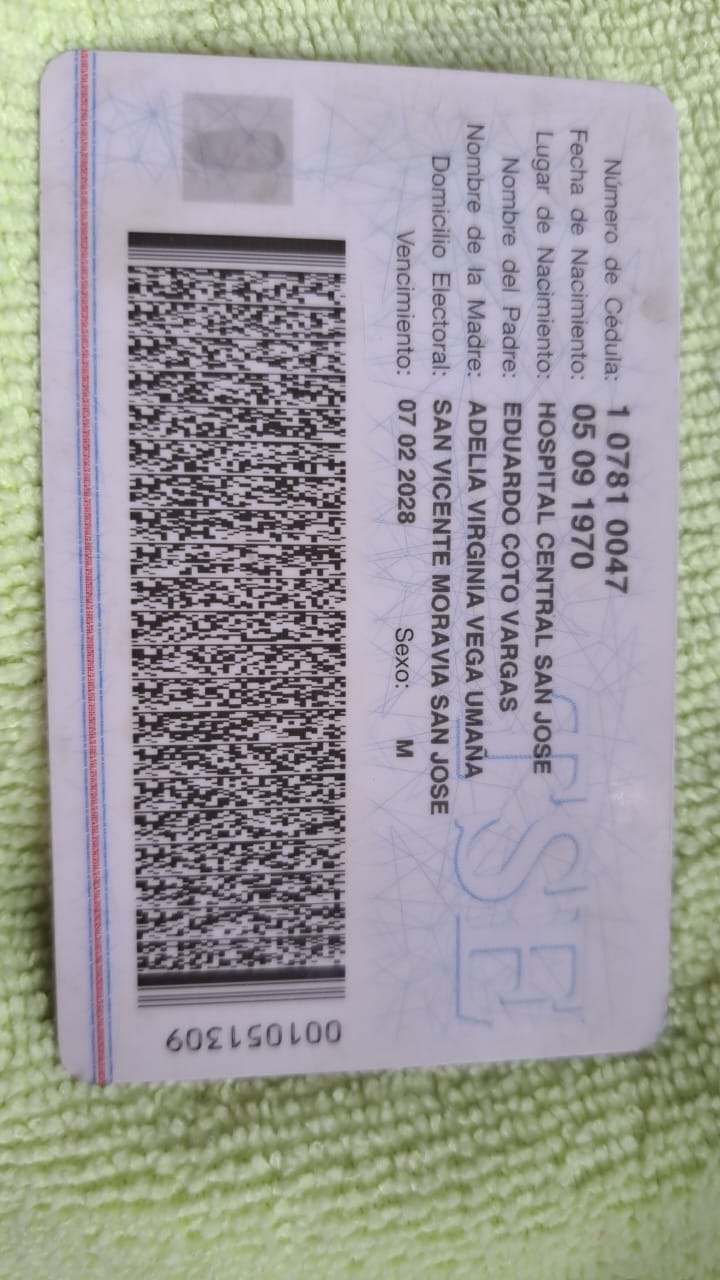 Número de Cédula: 1 0781 0047
Fecha de Nacimiento: 05 09 1970
Lugar de Nacimiento: HOSPITAL CENTRAL SAN JOSE
Nombre del Padre: EDUARDO COTO VARGAS
Nombre de la Madre: ADELIA VIRGINIA VEGA UMAÑA
Domicilio Electoral: SAN VICENTE MORAVIA SAN JOSE
Vencimiento: 07 02 2028 Sexo: M
TSE
001051309